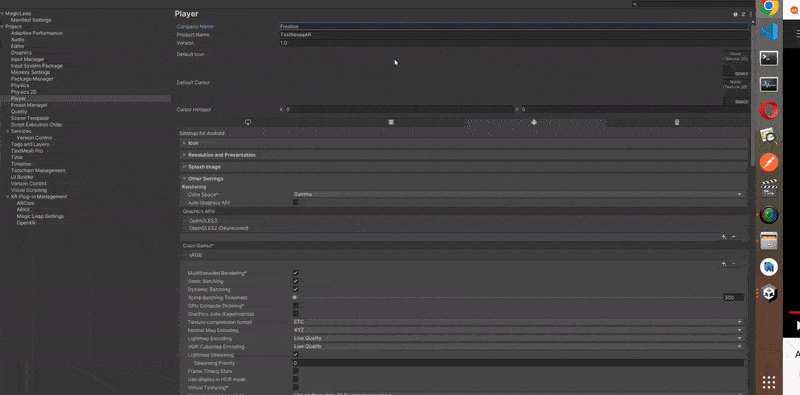 Player
MagicLeap
Manifest Settings
Project
Adaptive Performance
Audio
Editor
Graphics
Input Manager
Input System Package
Memory Settings
Package Manager
Physics
Physics 2D
Player
Preset Manager
Quality
Scene Template
Script Execution Order
Services
Version Control
Tags and Layers
TextMesh Pro
Time
Timeline
Toolchain Management
UI Builder
Version Control
Visual Scripting
XR Plug-in Management
ARCore
ARKit
Magic Leap Settings
OpenXR
Company Name
Product Name
Version 1.0
Default Icon
None
Select
Default Cursor
None
Select
Cursor Hotspot X 0 Y 0
Settings for Android
Icon
Resolution and Presentation
Splash Image
Other Settings
Rendering
Color Space* Gamma
Auto Graphics API
Graphics APIs
OpenGLES3
OpenGLES2 (Deprecated)
Color Gamut*
sRGB
Multithreaded Rendering*
Static Batching
Dynamic Batching
Sprite Batching Threshold 300
GPU Compute Skinning*
Graphics Jobs (Experimental)
Texture compression format ETC
Normal Map Encoding XYZ
Lightmap Encoding Low Quality
HDR Cubemap Encoding Low Quality
Lightmap Streaming
Streaming Priority 0
Frame Timing Stats
Use display in HDR mode
Virtual Texturing*